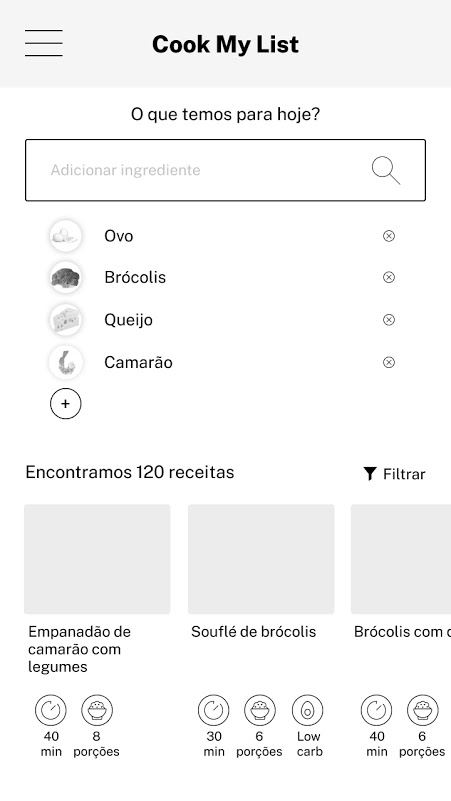 Cook My List
O que temos para hoje?
Adicionar ingrediente
Ovo
Brócolis
Queijo
Camarão
+
Encontramos 120 receitas
Filtrar
Empanadão de
camarão com
legumes
40
min
8
porções
Souflé de brócolis
30
min
6
porções
Low
carb
Brócolis com
40
min
6
porções